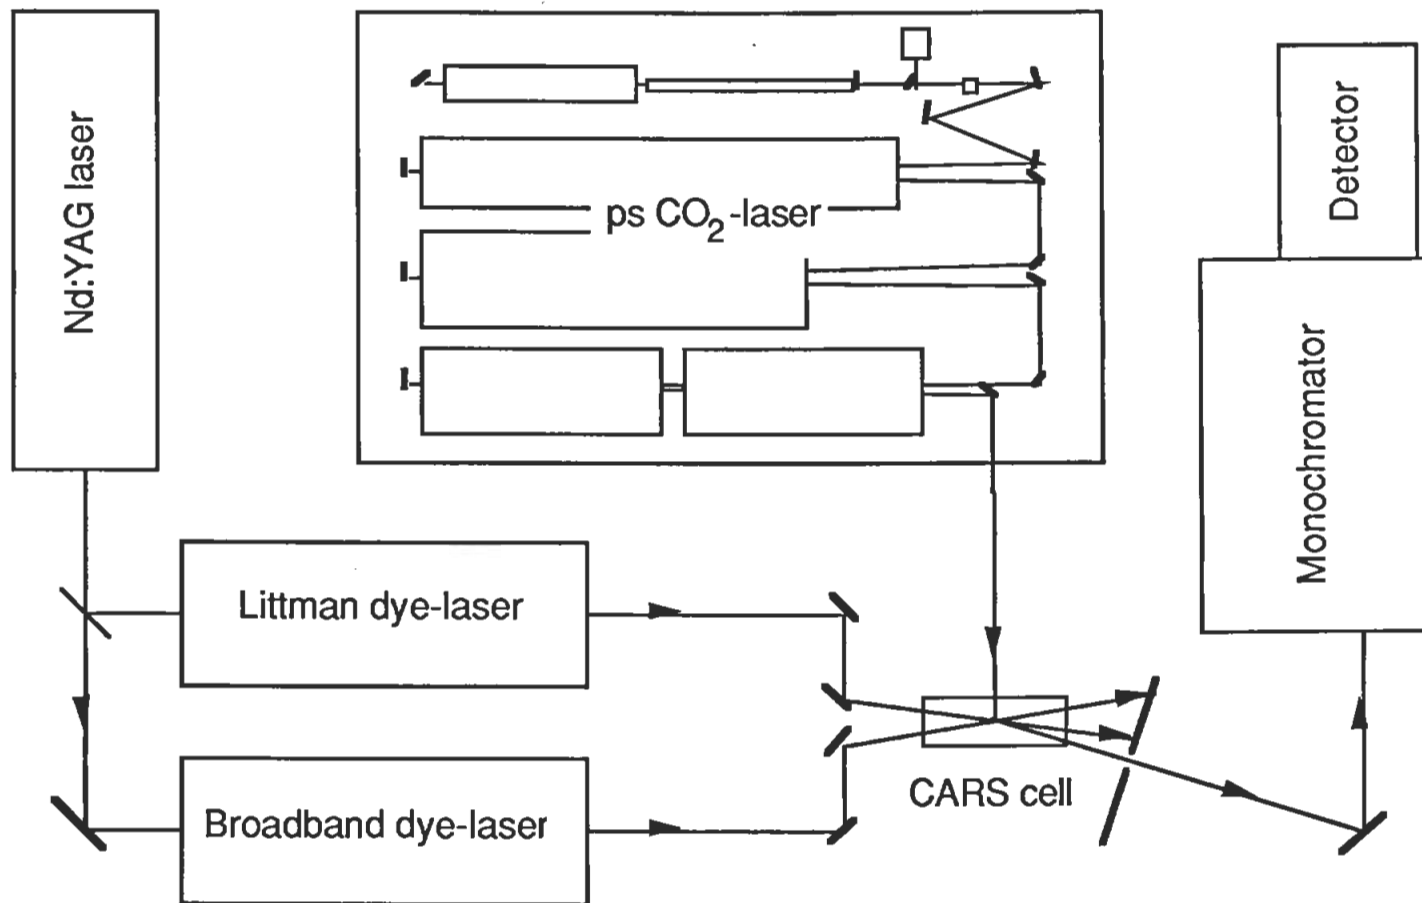 Nd:YAG laser
ps CO₂-laser
Detector
Monochromator
Littman dye-laser
Broadband dye-laser
CARS cell